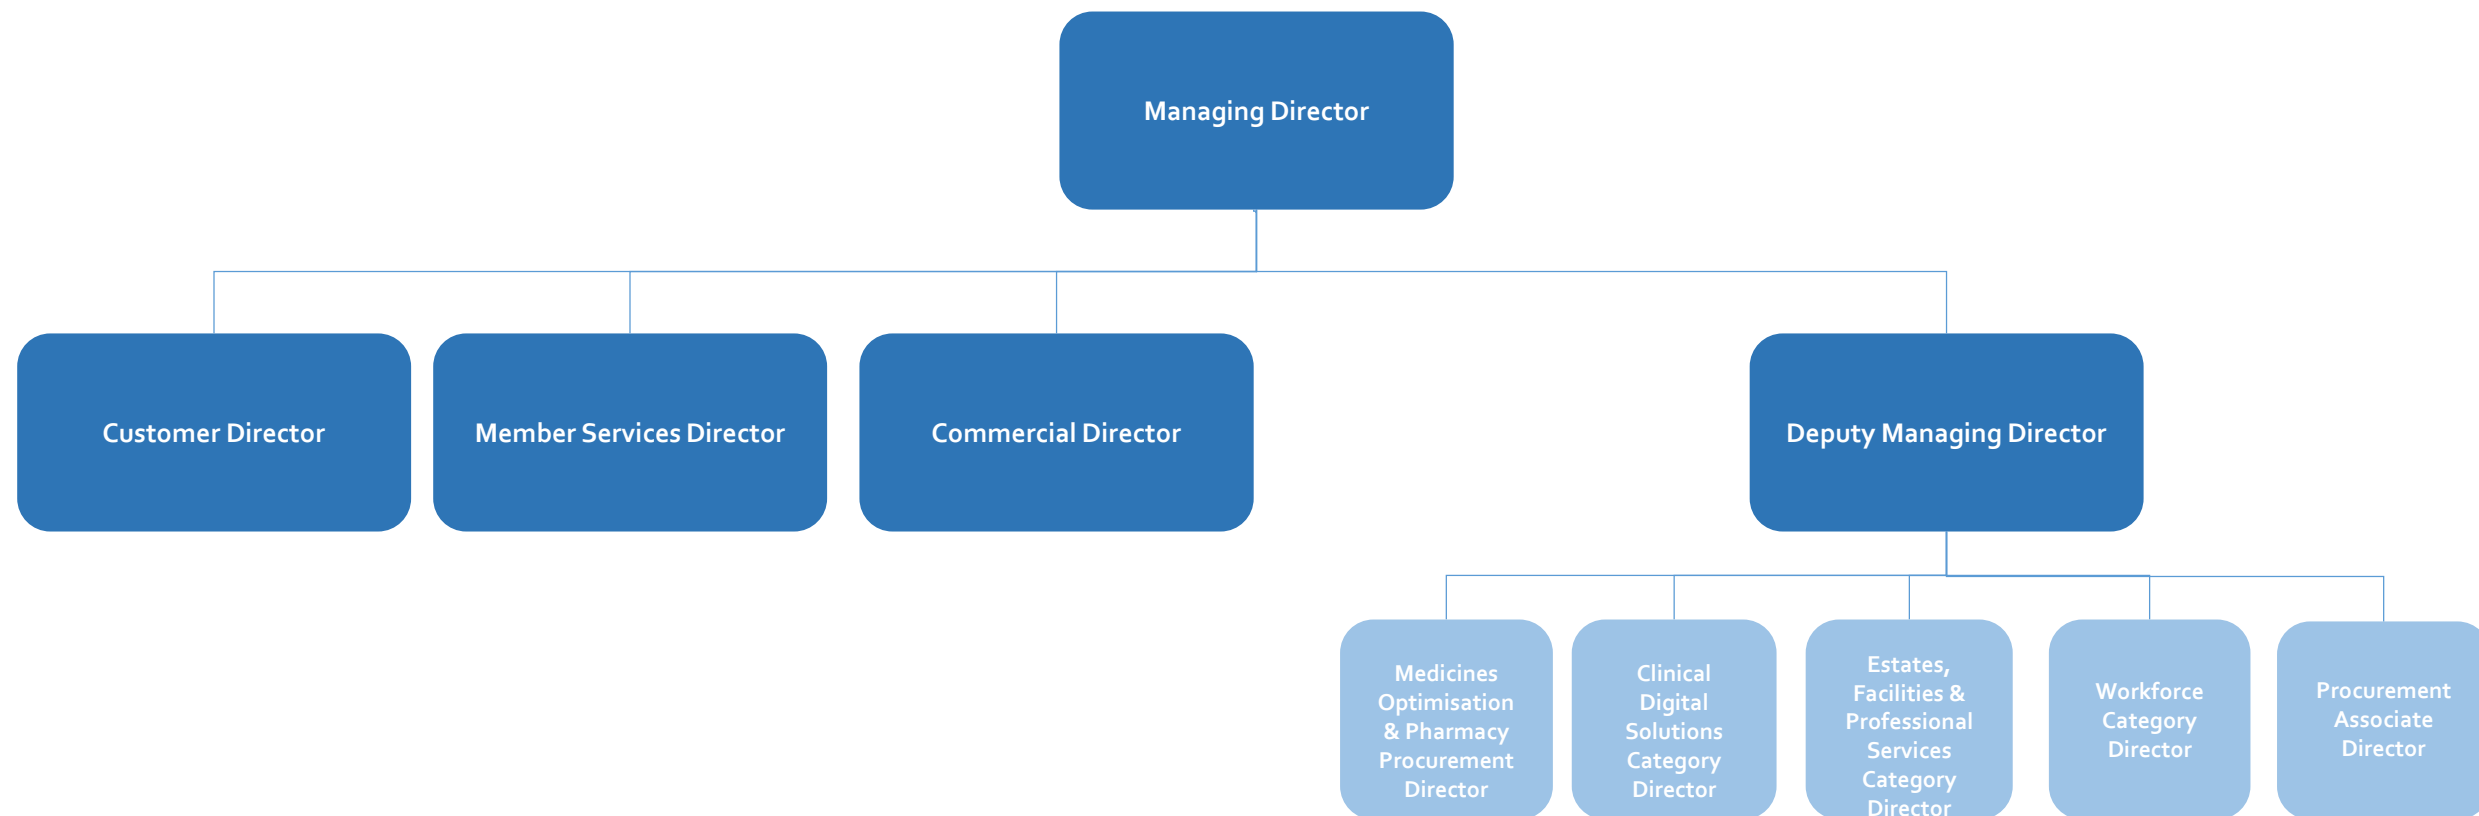 Managing Director
Customer Director
Member Services Director
Commercial Director
Deputy Managing Director
Medicines
Optimisation
& Pharmacy
Procurement
Director
Clinical
Digital
Solutions
Category
Director
Estates,
Facilities &
Professional
Services
Category
Director
Workforce
Category
Director
Procurement
Associate
Director